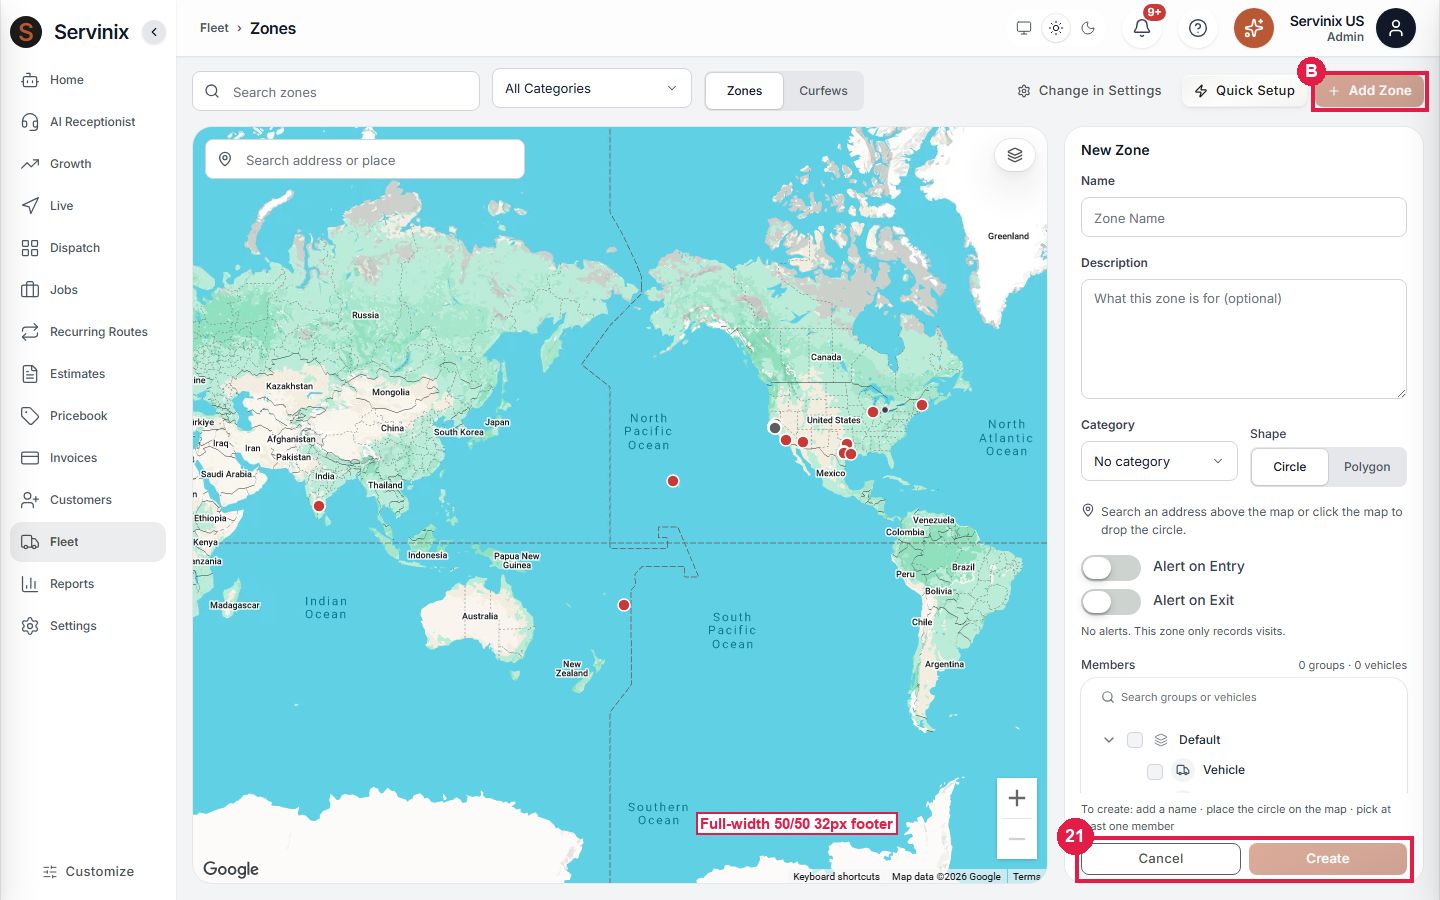 Servinix
Fleet › Zones
9+
Servinix US
Admin
Home
AI Receptionist
Growth
Live
Dispatch
Jobs
Recurring Routes
Estimates
Pricebook
Invoices
Customers
Fleet
Reports
Settings
Customize
Search zones
All Categories
Zones
Curfews
Change in Settings
Quick Setup
B
+ Add Zone
Search address or place
Greenland
Russia
Canada
ine
Kazakhstan
Mongolia
United States
North
Pacific
Ocean
North
Atlantic
Ocean
ürkiye
China
Japan
South Korea
Iraq
Iran
Afghanistan
Pakistan
Saudi Arabia
India
Thailand
Mexico
Ethiopia
Kenya
anzania
Venezuela
Colombia
Indonesia
Papua New
Guinea
Peru
Brazil
Bolivia
Madagascar
Indian
Ocean
Australia
South
Pacific
Ocean
Chile
New
Zealand
Argentina
Southern
Ocean
Full-width 50/50 32px footer
Google
Keyboard shortcuts
Map data ©2026 Google
Terms
New Zone
Name
Zone Name
Description
What this zone is for (optional)
Category
Shape
No category
Circle
Polygon
Search an address above the map or click the map to
drop the circle.
Alert on Entry
Alert on Exit
No alerts. This zone only records visits.
Members
0 groups · 0 vehicles
Search groups or vehicles
Default
Vehicle
To create: add a name · place the circle on the map · pick at
ast one member
21
Cancel
Create